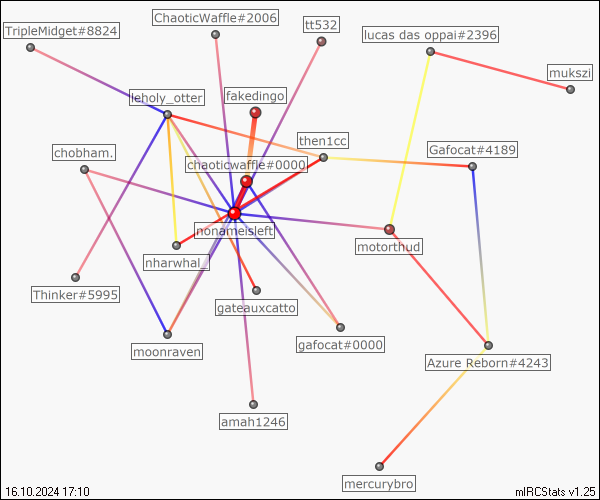 ChaoticWaffle#2006
TripleMidget#8824
tt532
lucas das oppai#2396
mukszi
leholy_otter
fakedingo
then1cc
Gafocat#4189
chobham.
chaoticwaffle#0000
nonameisleft
motorthud
nharwhal_
Thinker#5995
gateauxcatto
gafocat#0000
moonraven
Azure Reborn#4243
amah1246
mercurybro
16.10.2024 17:10
mIRCStats v1.25